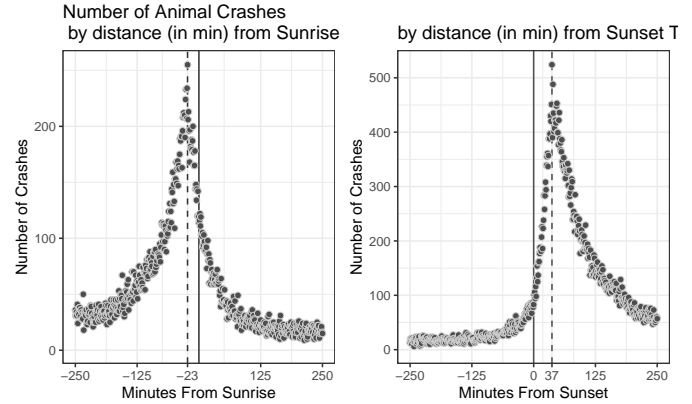 Number of Animal Crashes
by distance (in min) from Sunrise
by distance (in min) from Sunset T
Number of Crashes
200
100
0
−250
−125
−23
125
250
Minutes From Sunrise
Number of Crashes
500
400
300
200
100
0
−250
−125
0
37
125
250
Minutes From Sunset